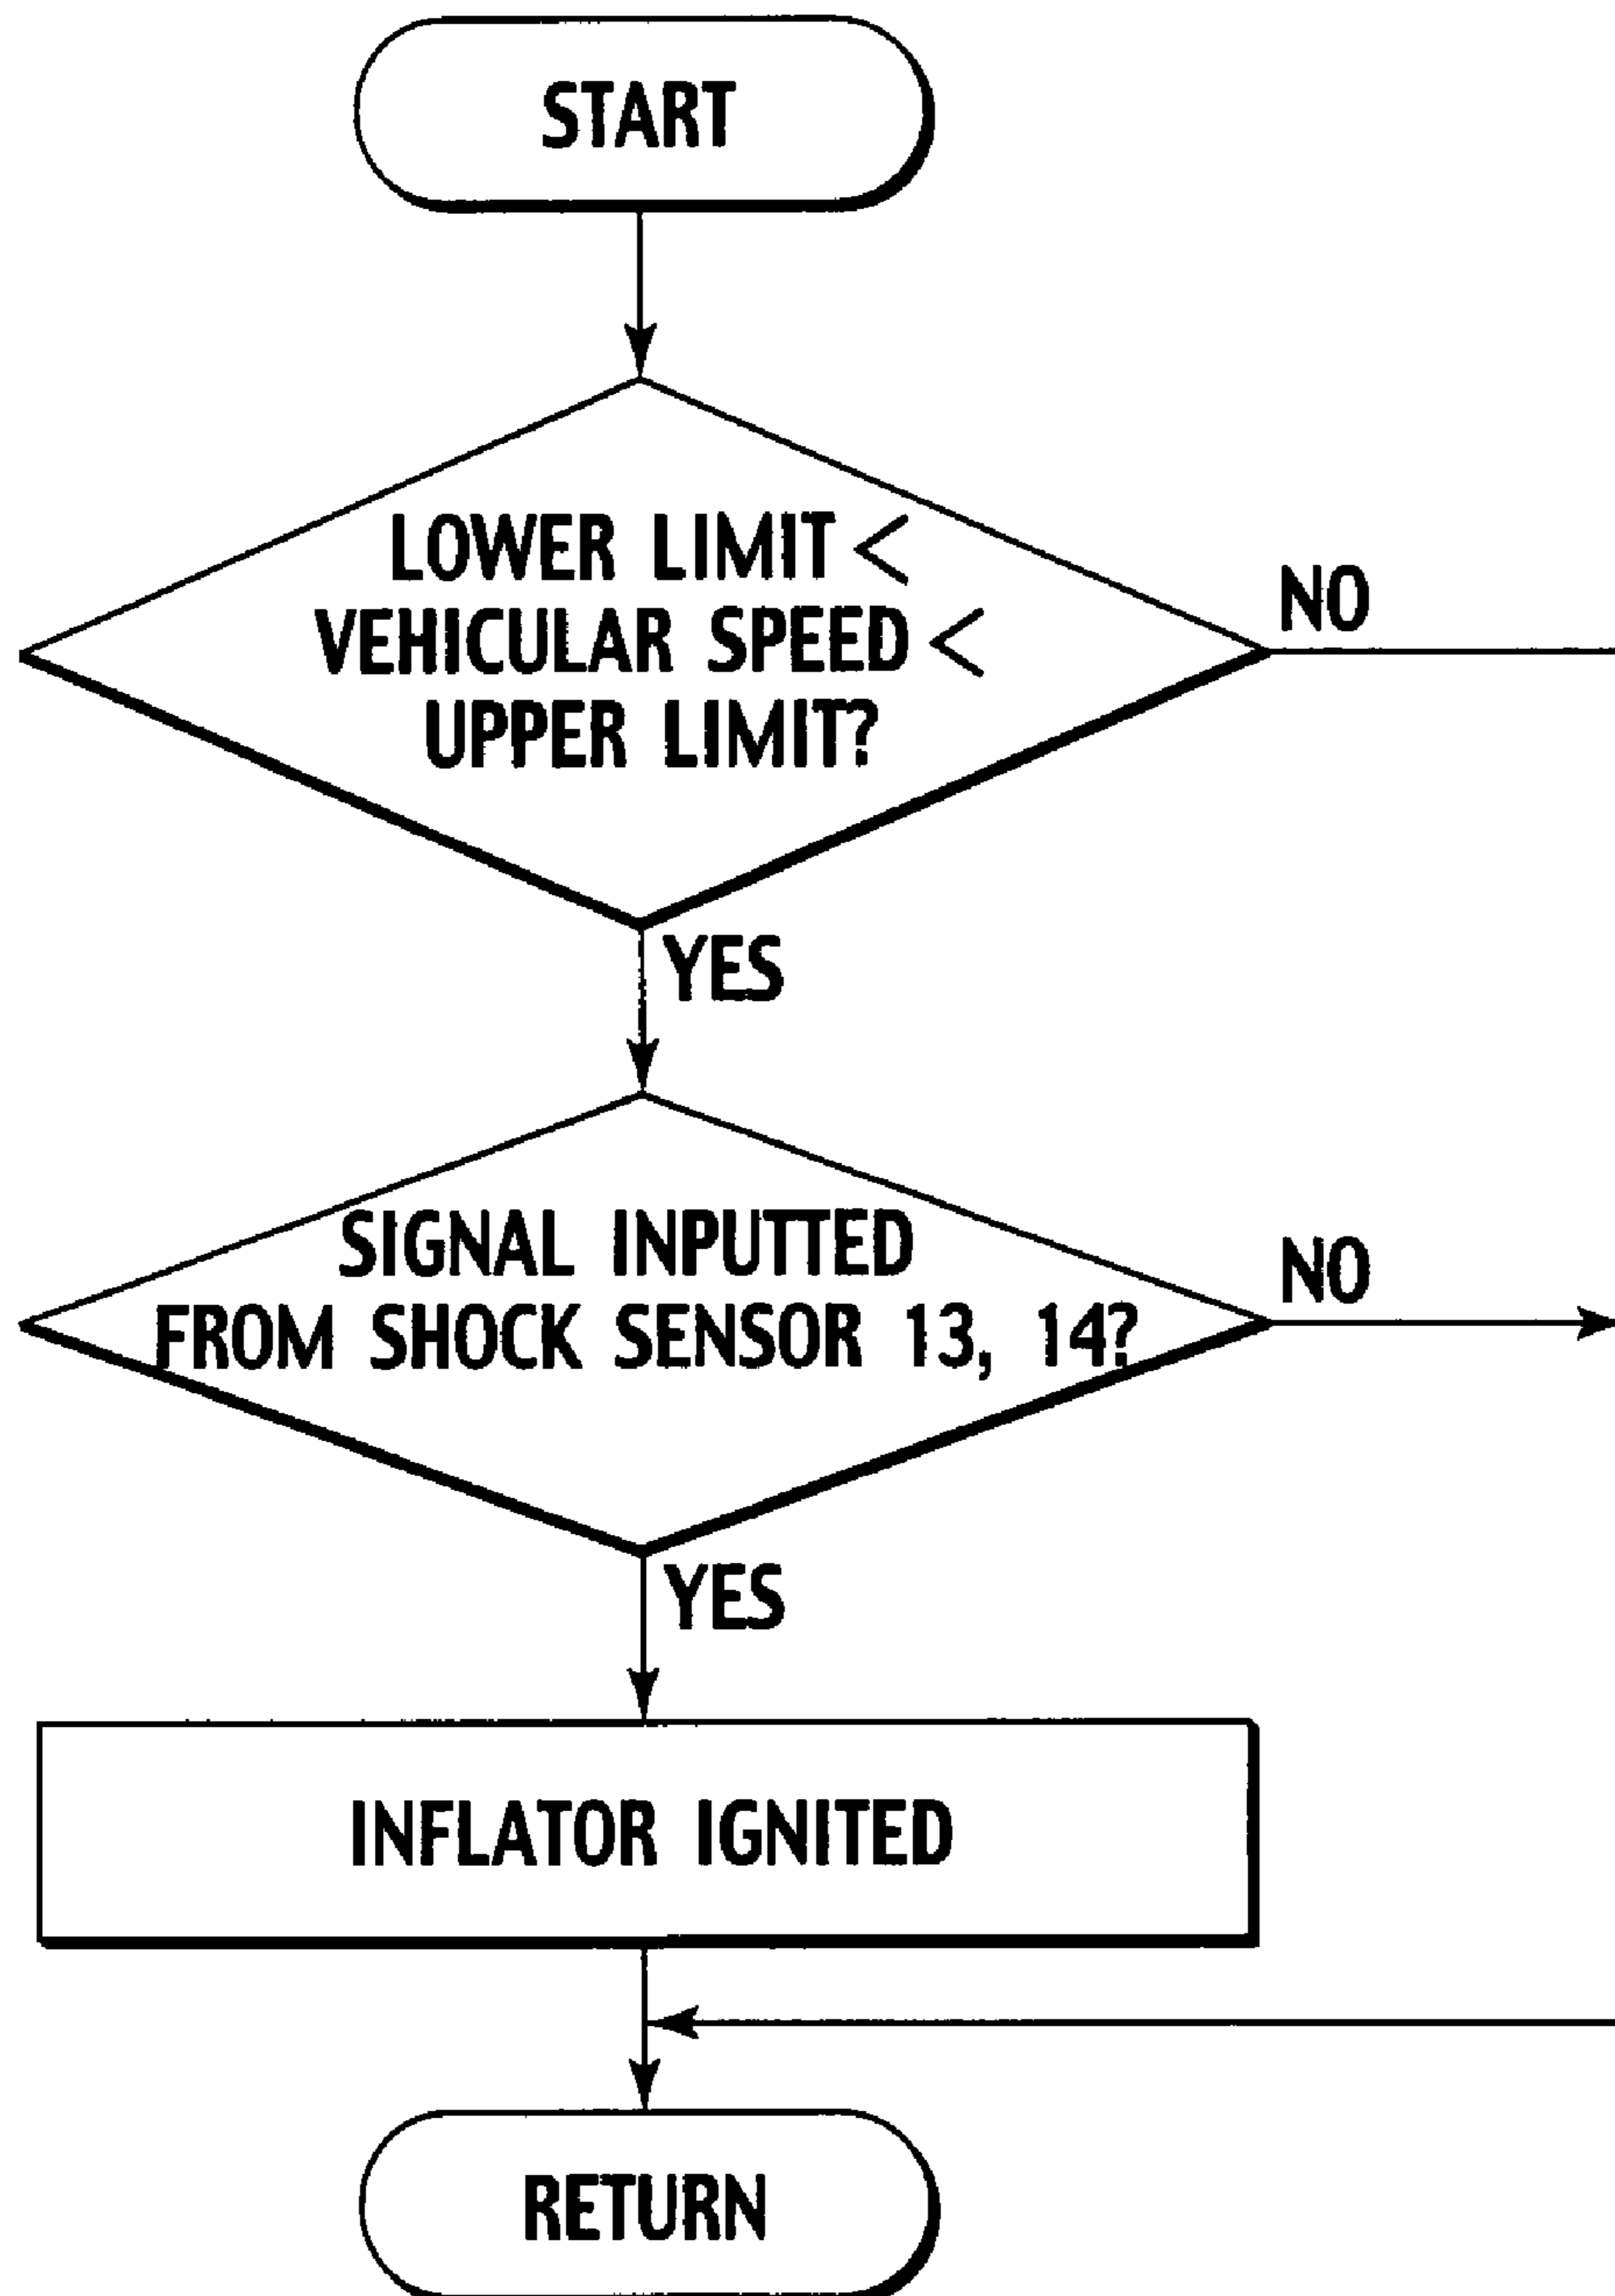 START
LOWER LIMIT <
VEHICULAR SPEED <
UPPER LIMIT?
NO
YES
SIGNAL INPUTTED
FROM SHOCK SENSOR 13, 14?
NO
YES
INFLATOR IGNITED
RETURN